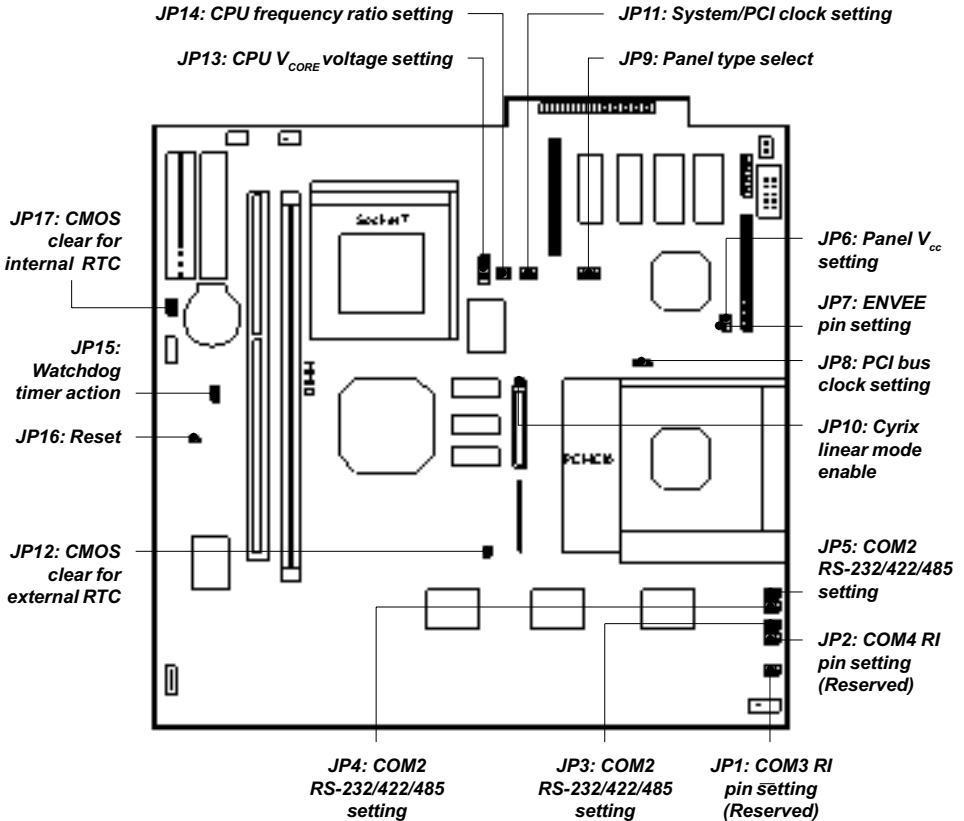 JP14: CPU frequency ratio setting
JP11: System/PCI clock setting
JP13: CPU VCORE voltage setting
JP9: Panel type select
Socket 7
JP17: CMOS
clear for
internal RTC
JP6: Panel Vcc
setting
JP7: ENVEE
pin setting
JP15:
Watchdog
timer action
JP8: PCI bus
clock setting
JP16: Reset
JP10: Cyrix
linear mode
enable
JP12: CMOS
clear for
external RTC
JP5: COM2
RS-232/422/485
setting
JP2: COM4 RI
pin setting
(Reserved)
JP4: COM2
RS-232/422/485
setting
JP3: COM2
RS-232/422/485
setting
JP1: COM3 RI
pin setting
(Reserved)